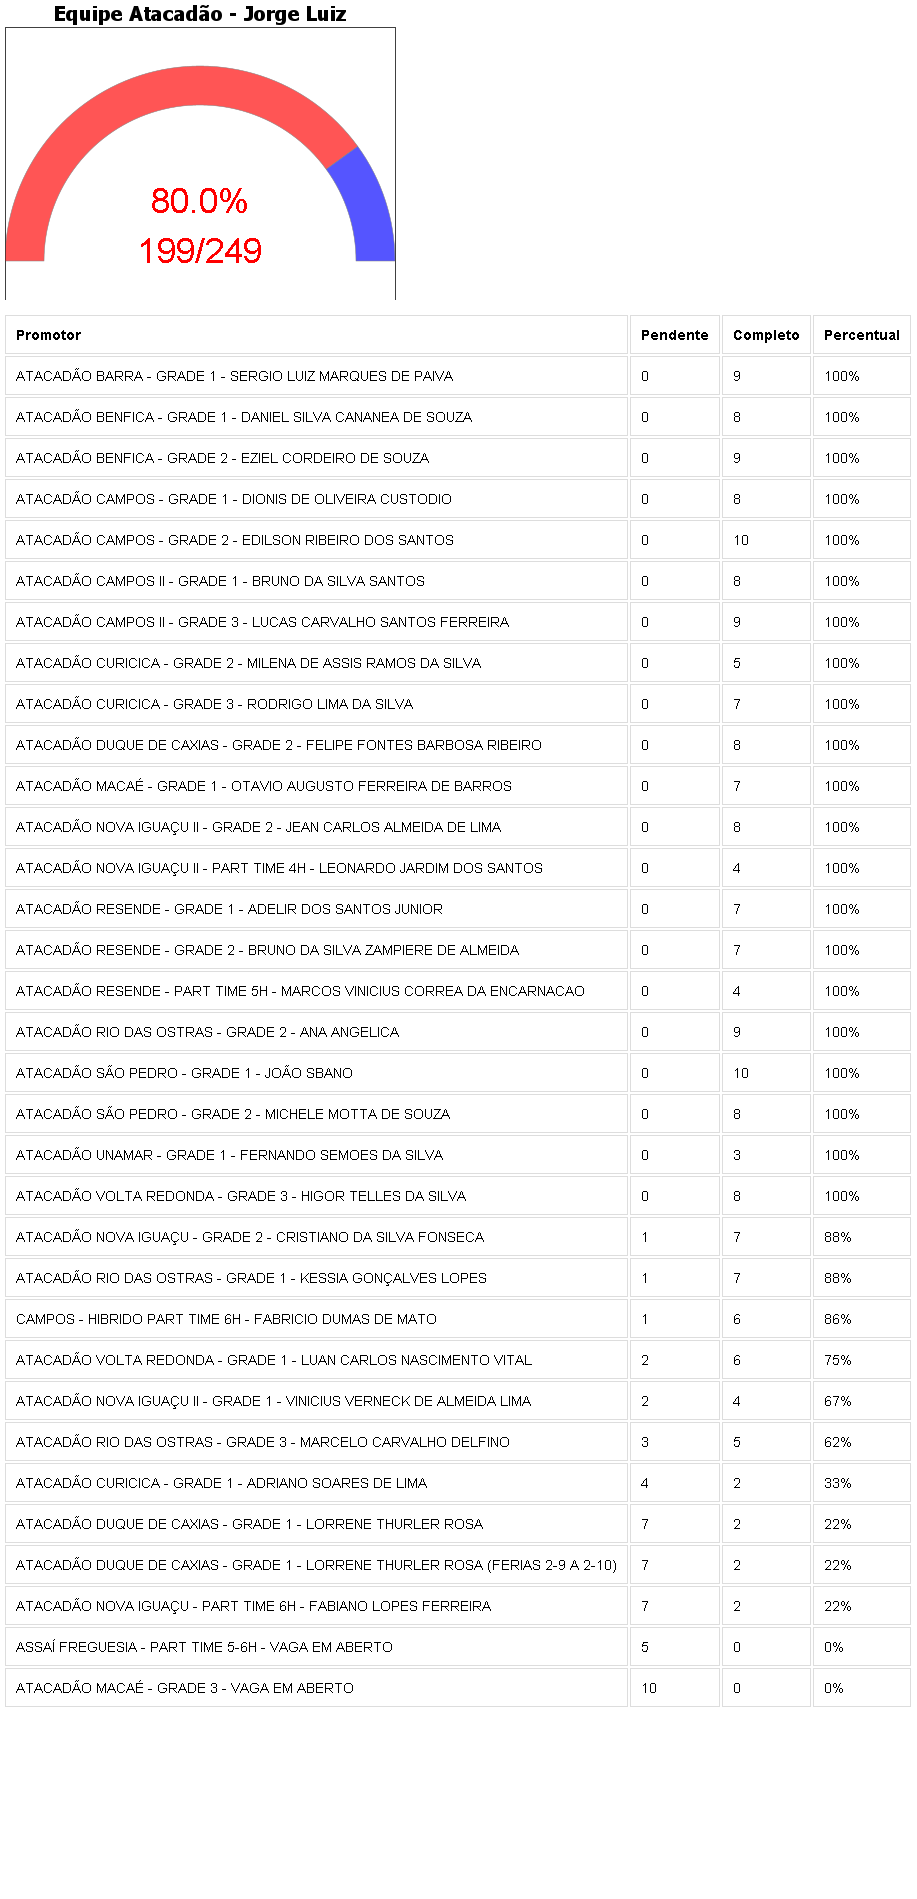 Equipe Atacadão - Jorge Luiz
80.0%
199/249
Promotor Pendente Completo Percentual
ATACADÃO BARRA - GRADE 1 - SERGIO LUIZ MARQUES DE PAIVA 0 9 100%
ATACADÃO BENFICA - GRADE 1 - DANIEL SILVA CANANEA DE SOUZA 0 8 100%
ATACADÃO BENFICA - GRADE 2 - EZIEL CORDEIRO DE SOUZA 0 9 100%
ATACADÃO CAMPOS - GRADE 1 - DIONIS DE OLIVEIRA CUSTODIO 0 8 100%
ATACADÃO CAMPOS - GRADE 2 - EDILSON RIBEIRO DOS SANTOS 0 10 100%
ATACADÃO CAMPOS II - GRADE 1 - BRUNO DA SILVA SANTOS 0 8 100%
ATACADÃO CAMPOS II - GRADE 3 - LUCAS CARVALHO SANTOS FERREIRA 0 9 100%
ATACADÃO CURICICA - GRADE 2 - MILENA DE ASSIS RAMOS DA SILVA 0 5 100%
ATACADÃO CURICICA - GRADE 3 - RODRIGO LIMA DA SILVA 0 7 100%
ATACADÃO DUQUE DE CAXIAS - GRADE 2 - FELIPE FONTES BARBOSA RIBEIRO 0 8 100%
ATACADÃO MACAÉ - GRADE 1 - OTAVIO AUGUSTO FERREIRA DE BARROS 0 7 100%
ATACADÃO NOVA IGUAÇU II - GRADE 2 - JEAN CARLOS ALMEIDA DE LIMA 0 8 100%
ATACADÃO NOVA IGUAÇU II - PART TIME 4H - LEONARDO JARDIM DOS SANTOS 0 4 100%
ATACADÃO RESENDE - GRADE 1 - ADELIR DOS SANTOS JUNIOR 0 7 100%
ATACADÃO RESENDE - GRADE 2 - BRUNO DA SILVA ZAMPIERE DE ALMEIDA 0 7 100%
ATACADÃO RESENDE - PART TIME 5H - MARCOS VINICIUS CORREA DA ENCARNACAO 0 4 100%
ATACADÃO RIO DAS OSTRAS - GRADE 2 - ANA ANGELICA 0 9 100%
ATACADÃO SÃO PEDRO - GRADE 1 - JOÃO SBANO 0 10 100%
ATACADÃO SÃO PEDRO - GRADE 2 - MICHELE MOTTA DE SOUZA 0 8 100%
ATACADÃO UNAMAR - GRADE 1 - FERNANDO SEMOES DA SILVA 0 3 100%
ATACADÃO VOLTA REDONDA - GRADE 3 - HIGOR TELLES DA SILVA 0 8 100%
ATACADÃO NOVA IGUAÇU - GRADE 2 - CRISTIANO DA SILVA FONSECA 1 7 88%
ATACADÃO RIO DAS OSTRAS - GRADE 1 - KESSIA GONÇALVES LOPES 1 7 88%
CAMPOS - HIBRIDO PART TIME 6H - FABRICIO DUMAS DE MATO 1 6 86%
ATACADÃO VOLTA REDONDA - GRADE 1 - LUAN CARLOS NASCIMENTO VITAL 2 6 75%
ATACADÃO NOVA IGUAÇU II - GRADE 1 - VINICIUS VERNECK DE ALMEIDA LIMA 2 4 67%
ATACADÃO RIO DAS OSTRAS - GRADE 3 - MARCELO CARVALHO DELFINO 3 5 62%
ATACADÃO CURICICA - GRADE 1 - ADRIANO SOARES DE LIMA 4 2 33%
ATACADÃO DUQUE DE CAXIAS - GRADE 1 - LORRENE THURLER ROSA 7 2 22%
ATACADÃO DUQUE DE CAXIAS - GRADE 1 - LORRENE THURLER ROSA (FERIAS 2-9 A 2-10) 7 2 22%
ATACADÃO NOVA IGUAÇU - PART TIME 6H - FABIANO LOPES FERREIRA 7 2 22%
ASSAÍ FREGUESIA - PART TIME 5-6H - VAGA EM ABERTO 5 0 0%
ATACADÃO MACAÉ - GRADE 3 - VAGA EM ABERTO 10 0 0%